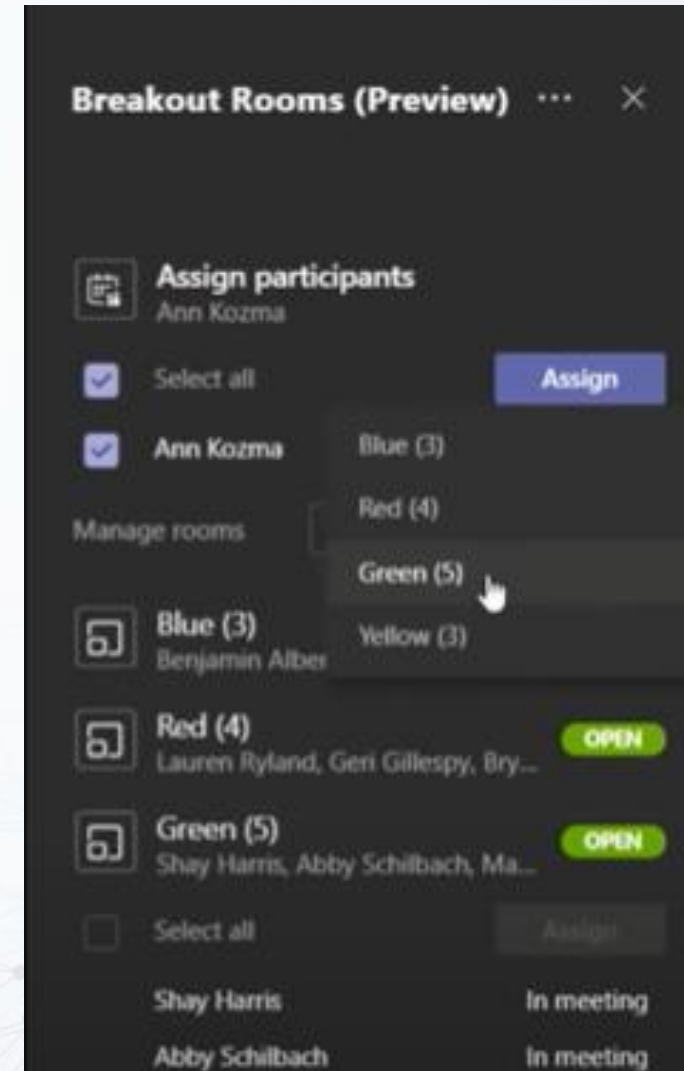 Breakout Rooms (Preview) ...
Assign participants
Ann Kozma
Select all
Assign
Ann Kozma
Blue (3)
Red (4)
Green (5)
Yellow (3)
Manage rooms
Blue (3)
Benjamin Alber
Red (4)
OPEN
Lauren Ryland, Geri Gillespy, Bry...
Green (5)
OPEN
Shay Harris, Abby Schilbach, Ma...
Select all
Assign
Shay Harris
In meeting
Abby Schilbach
In meeting